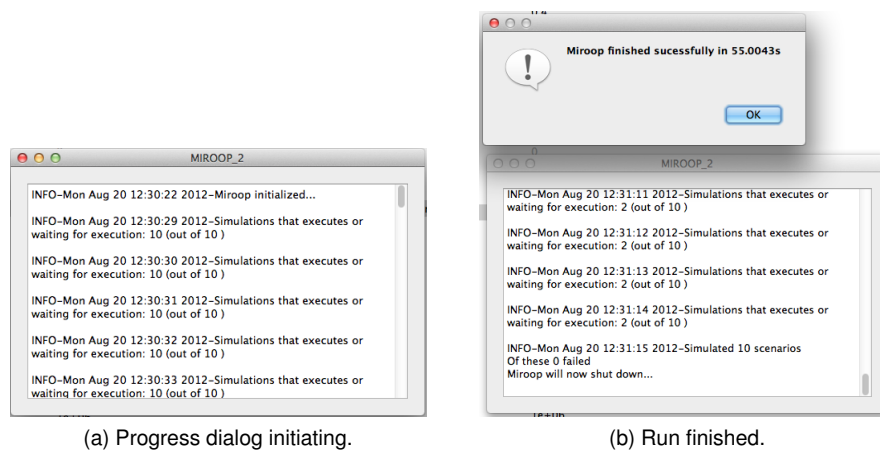 MIROOP_2
INFO-Mon Aug 20 12:30:22 2012-Miroop initialized...
INFO-Mon Aug 20 12:30:29 2012-Simulations that executes or
waiting for execution: 10 (out of 10 )
INFO-Mon Aug 20 12:30:30 2012-Simulations that executes or
waiting for execution: 10 (out of 10 )
INFO-Mon Aug 20 12:30:31 2012-Simulations that executes or
waiting for execution: 10 (out of 10 )
INFO-Mon Aug 20 12:30:32 2012-Simulations that executes or
waiting for execution: 10 (out of 10 )
INFO-Mon Aug 20 12:30:33 2012-Simulations that executes or
waiting for execution: 10 (out of 10 )
(a) Progress dialog initiating.
Miroop finished sucessfully in 55.0043s
OK
MIROOP_2
INFO-Mon Aug 20 12:31:11 2012-Simulations that executes or
waiting for execution: 2 (out of 10 )
INFO-Mon Aug 20 12:31:12 2012-Simulations that executes or
waiting for execution: 2 (out of 10 )
INFO-Mon Aug 20 12:31:13 2012-Simulations that executes or
waiting for execution: 2 (out of 10 )
INFO-Mon Aug 20 12:31:14 2012-Simulations that executes or
waiting for execution: 2 (out of 10 )
INFO-Mon Aug 20 12:31:15 2012-Simulated 10 scenarios
Of these 0 failed
Miroop will now shut down...
(b) Run finished.